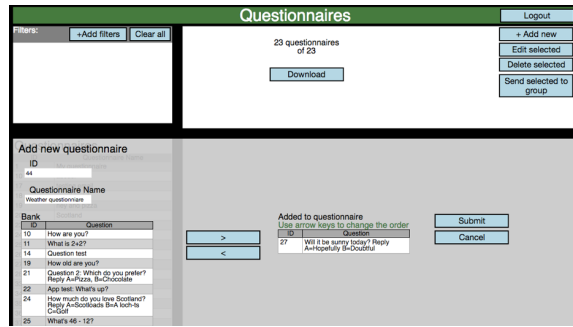 Questionnaires
Logout
Filters:
+Add filters
Clear all
23 questionnaires
of 23
Download
+ Add new
Edit selected
Delete selected
Send selected to
group
Add new questionnaire
ID
44
Questionnaire Name
Weather questionniare
Bank
ID Question
10 How are you?
11 What is 2+2?
14 Question test
19 How old are you?
21 Question 2: Which do you prefer?
Reply A=Pizza, B=Chocolate
22 App test: What's up?
24 How much do you love Scotland?
Reply A=Scotloads B=A loch-ts
C=Golf
25 What's 46 - 12?
>
<
Added to questionnaire
Use arrow keys to change the order
ID Question
27 Will it be sunny today? Reply
A=Hopefully B=Doubtful
Submit
Cancel